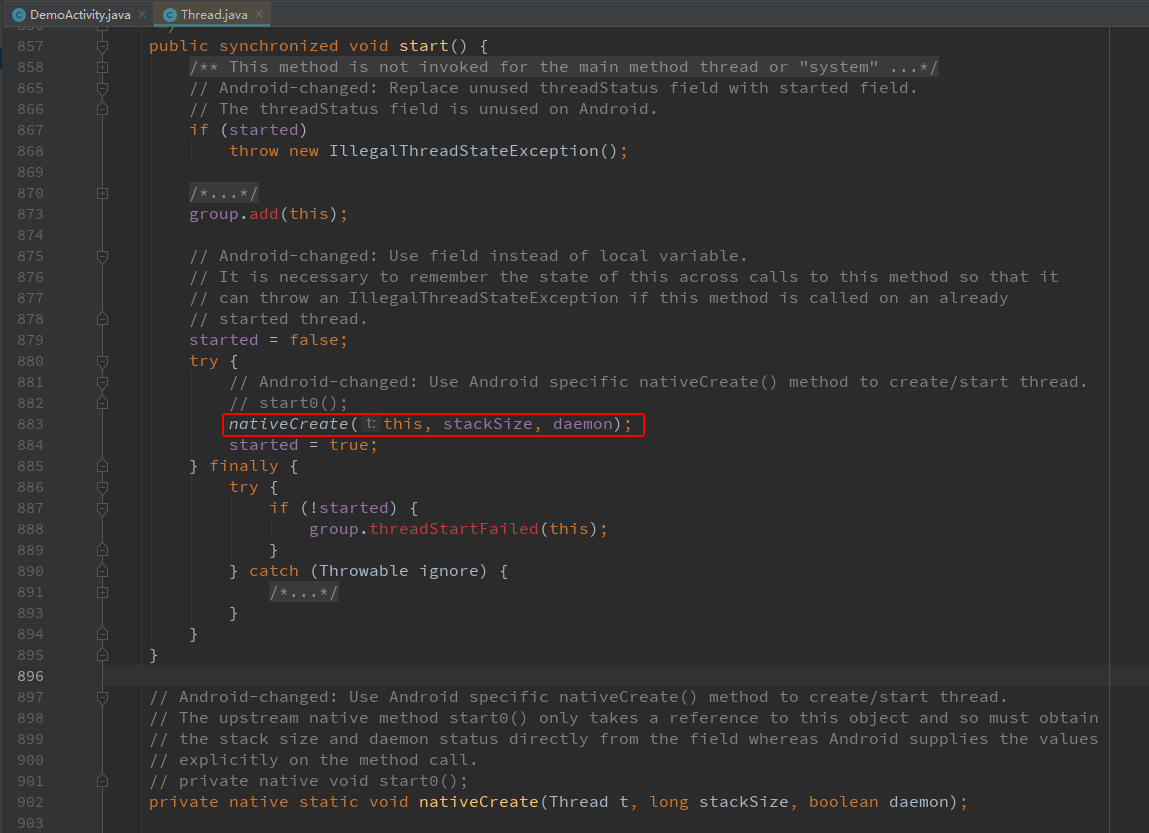 DemoActivity.java Thread.java
856 */
857 public synchronized void start() {
858 /** This method is not invoked for the main method thread or "system" ...*/
865 // Android-changed: Replace unused threadStatus field with started field.
866 // The threadStatus field is unused on Android.
867 if (started)
868 throw new IllegalThreadStateException();
869
870 /*...*/
873 group.add(this);
874
875 // Android-changed: Use field instead of local variable.
876 // It is necessary to remember the state of this across calls to this method so that it
877 // can throw an IllegalThreadStateException if this method is called on an already
878 // started thread.
879 started = false;
880 try {
881 // Android-changed: Use Android specific nativeCreate() method to create/start thread.
882 // start0();
883 nativeCreate( t: this, stackSize, daemon);
884 started = true;
885 } finally {
886 try {
887 if (!started) {
888 group.threadStartFailed(this);
889 }
890 } catch (Throwable ignore) {
891 /*...*/
893 }
894 }
895 }
896
897 // Android-changed: Use Android specific nativeCreate() method to create/start thread.
898 // The upstream native method start0() only takes a reference to this object and so must obtain
899 // the stack size and daemon status directly from the field whereas Android supplies the values
900 // explicitly on the method call.
901 // private native void start0();
902 private native static void nativeCreate(Thread t, long stackSize, boolean daemon);
903